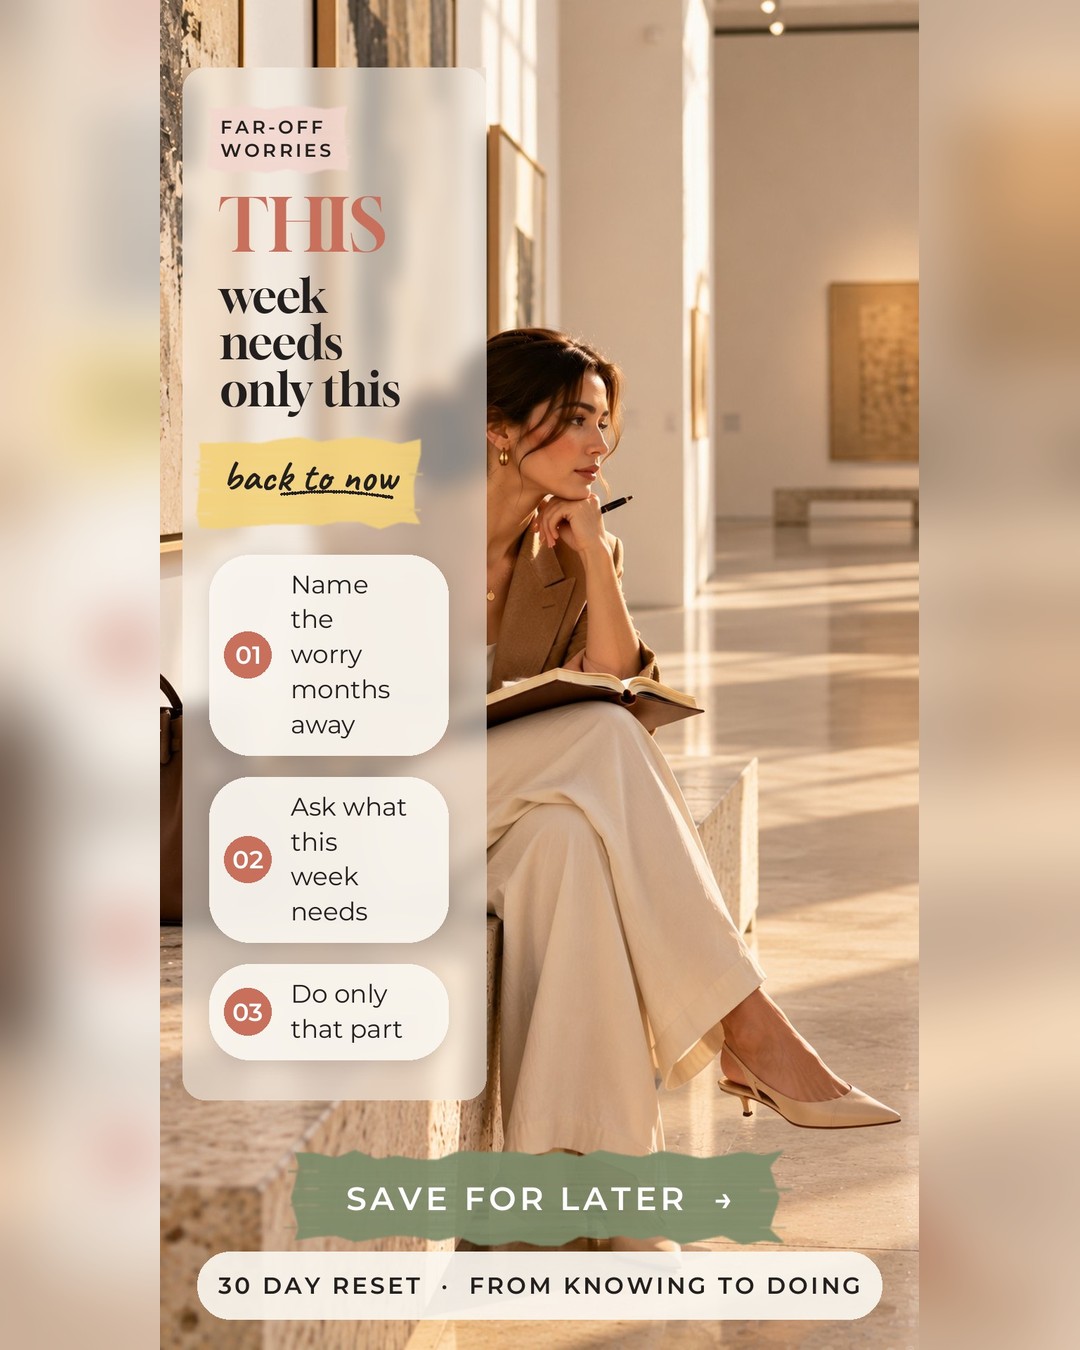 FAR-OFF
WORRIES
THIS
week
needs
only this
back to now
01
Name
the
worry
months
away
02
Ask what
this
week
needs
03
Do only
that part
SAVE FOR LATER →
30 DAY RESET · FROM KNOWING TO DOING